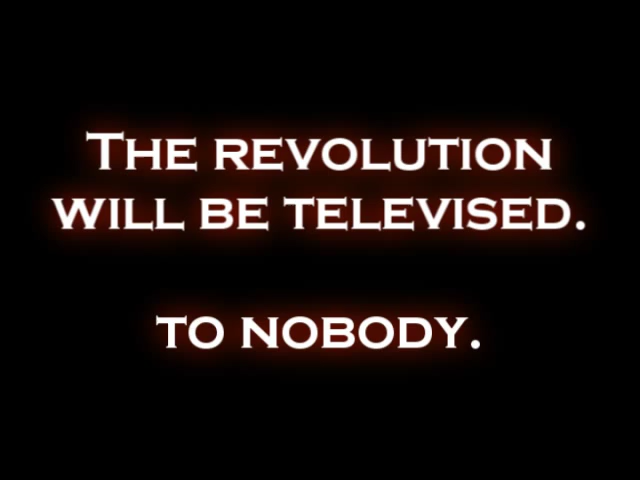 The revolution
will be televised.
to nobody.